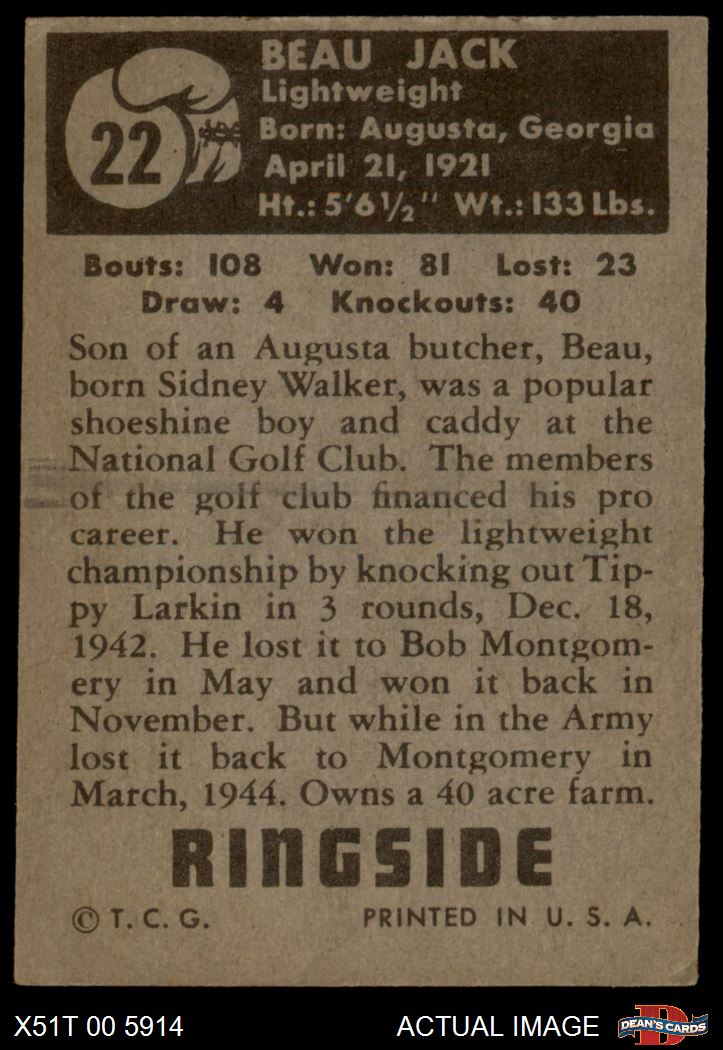 22
BEAU JACK
Lightweight
Born: Augusta, Georgia
April 21, 1921
Ht.: 5'6½" Wt.: 133 Lbs.
Bouts: 108 Won: 81 Lost: 23
Draw: 4 Knockouts: 40
Son of an Augusta butcher, Beau,
born Sidney Walker, was a popular
shoeshine boy and caddy at the
National Golf Club. The members
of the golf club financed his pro
career. He won the lightweight
championship by knocking out Tip-
py Larkin in 3 rounds, Dec. 18,
1942. He lost it to Bob Montgom-
ery in May and won it back in
November. But while in the Army
lost it back to Montgomery in
March, 1944. Owns a 40 acre farm.
RINGSIDE
© T. C. G. PRINTED IN U. S. A.
X51T 00 5914 ACTUAL IMAGE DEAN'S CARDS